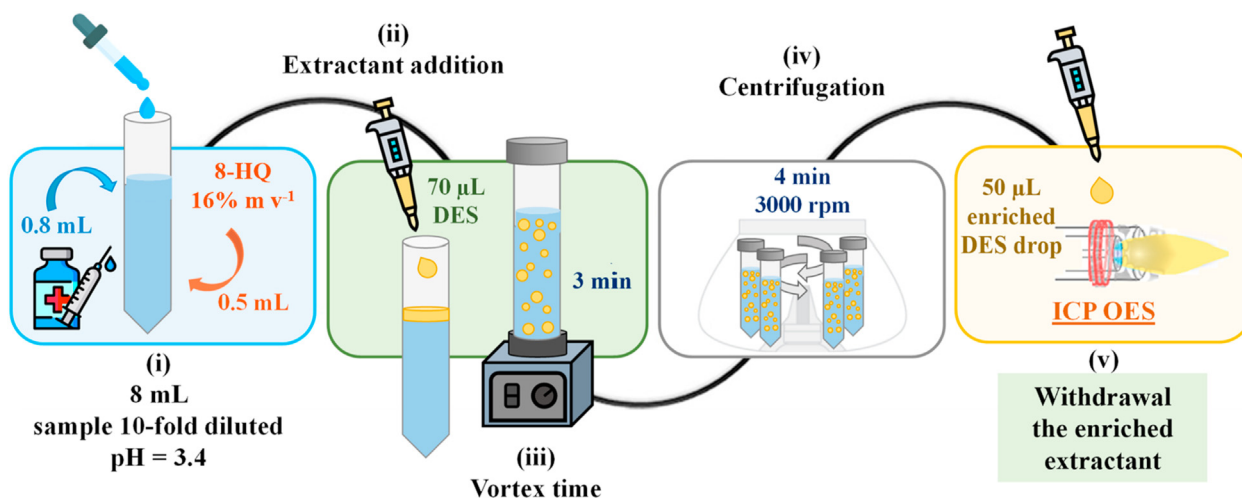 (i)
0.8 mL
8-HQ
16% m v⁻¹
0.5 mL
8 mL
sample 10-fold diluted
pH = 3.4
(ii)
Extractant addition
70 µL
DES
3 min
(iii)
Vortex time
(iv)
Centrifugation
4 min
3000 rpm
50 µL
enriched
DES drop
ICP OES
(v)
Withdrawal
the enriched
extractant